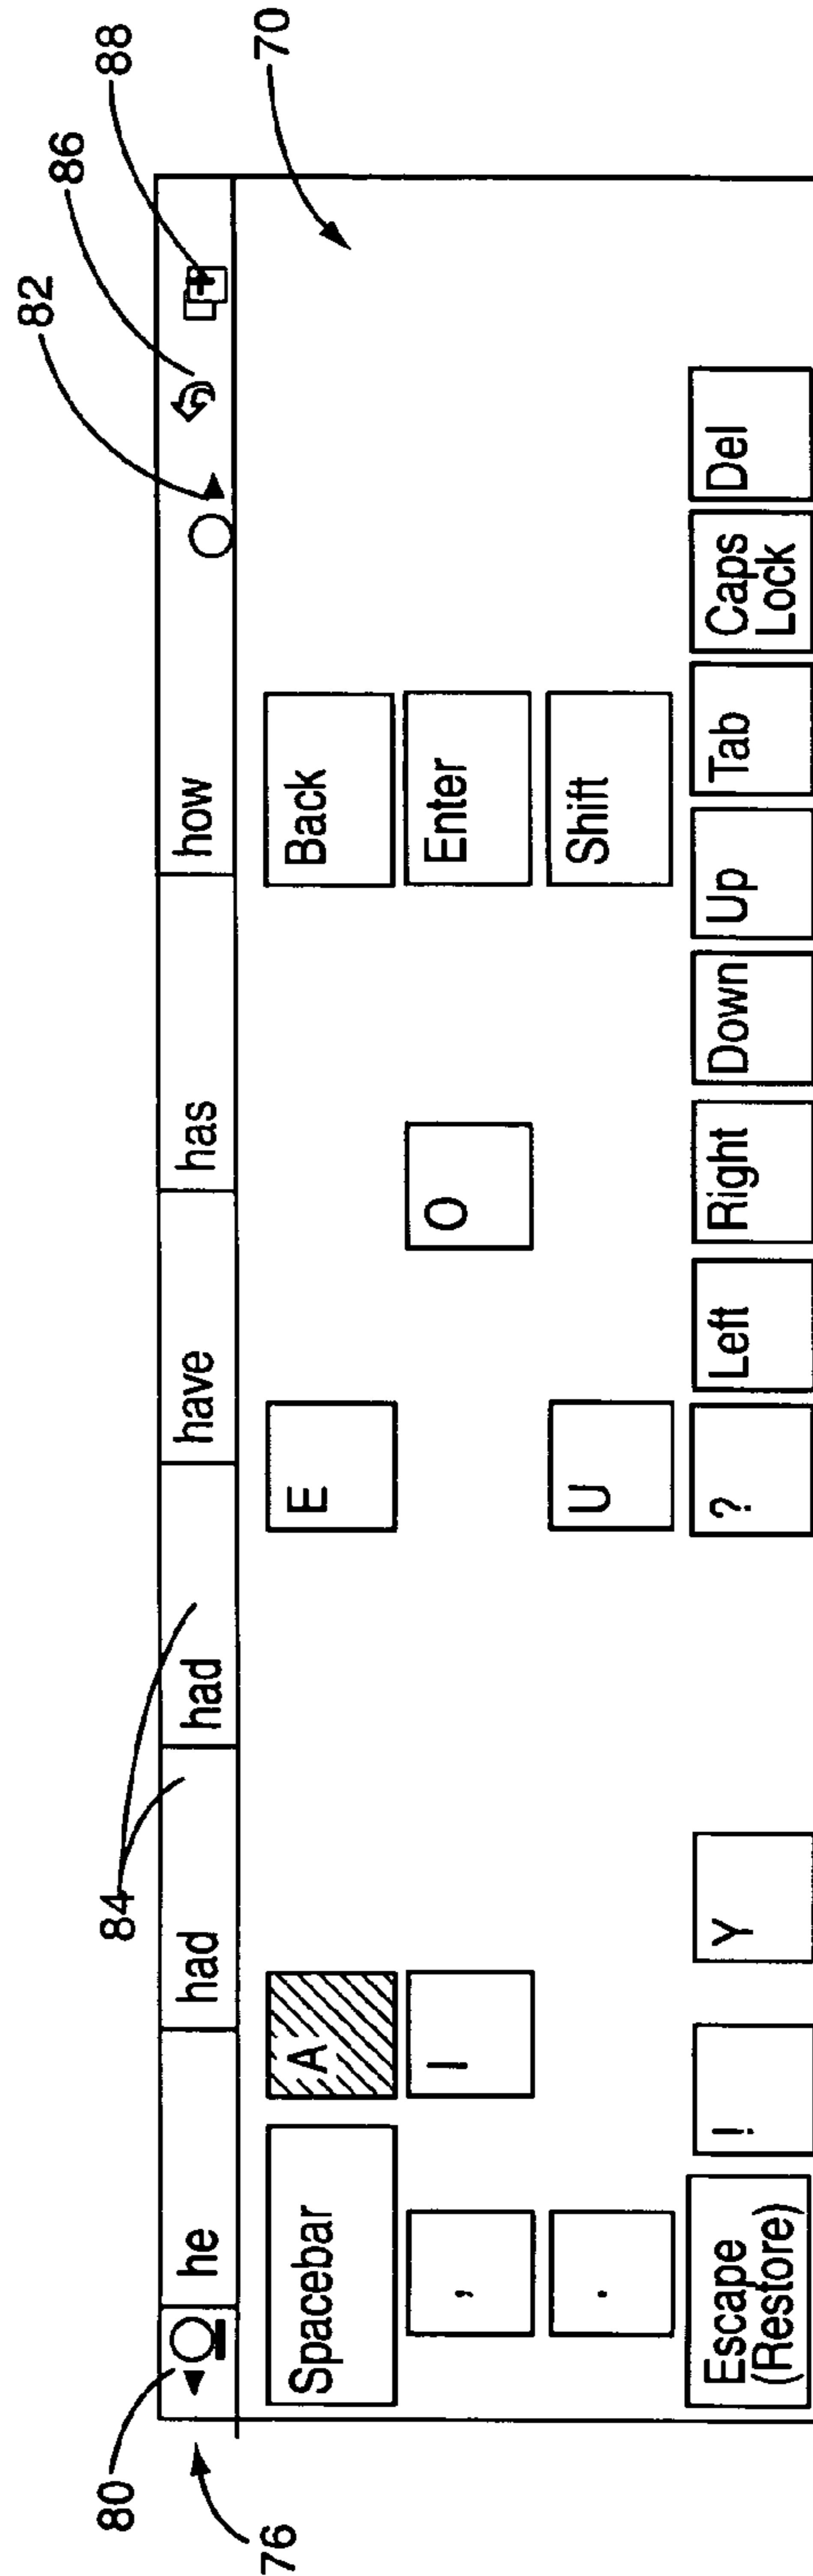 82
86
80 84 88
he had had have has how
76 70
Spacebar A E Back
, I O Enter
. U Shift
Escape ! Y ? Left Right Down Up Tab Caps Del
(Restore) Lock